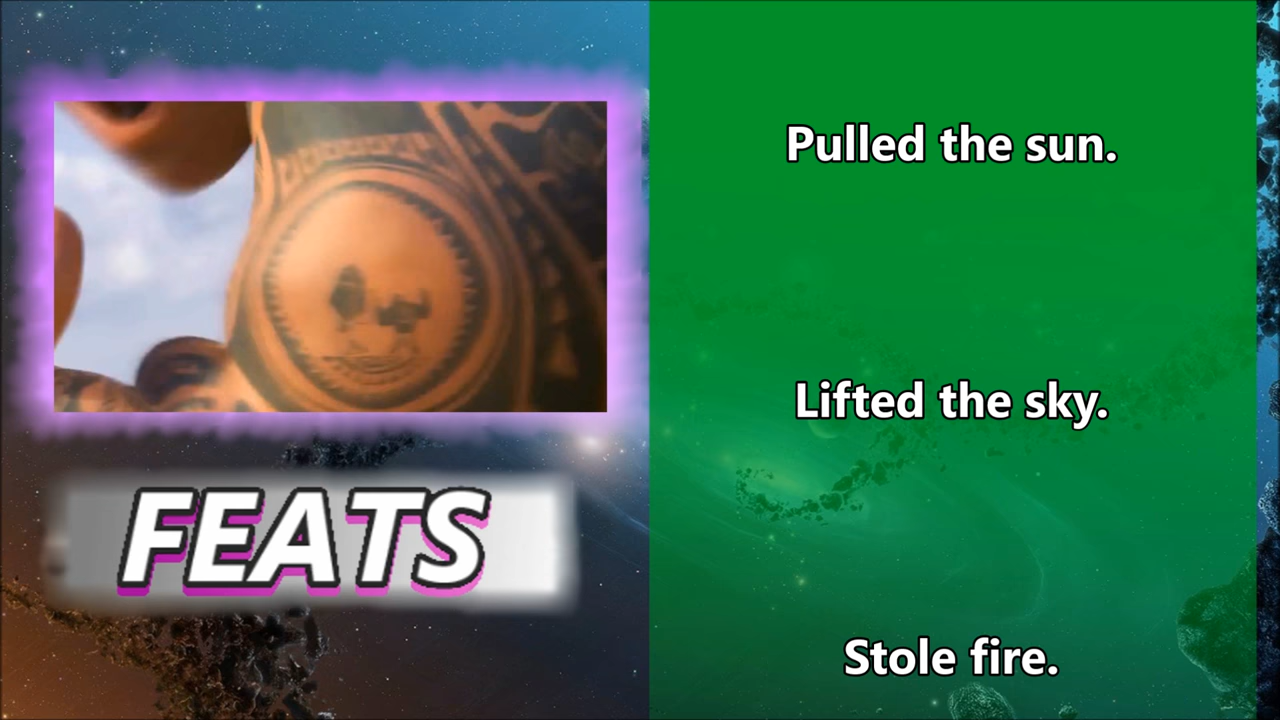 FEATS
Pulled the sun.
Lifted the sky.
Stole fire.